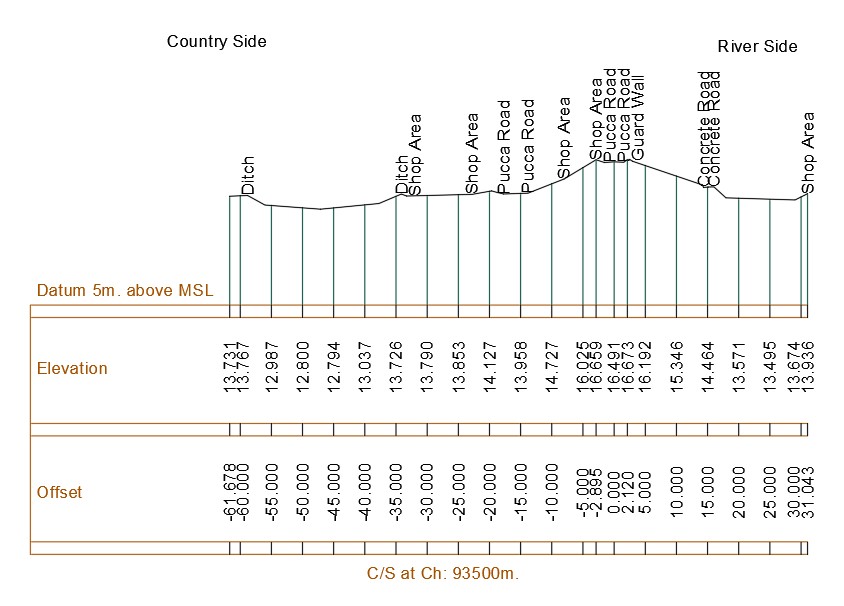 Country Side
River Side
Ditch
Ditch
Shop Area
Shop Area
Pucca Road
Pucca Road
Shop Area
Shop Area
Pucca Road
Pucca Road
Guard Wall
Concrete Road
Concrete Road
Shop Area
Datum 5m. above MSL
Elevation
13.731
13.767
12.987
12.800
12.794
13.037
13.726
13.790
13.853
14.127
13.958
14.727
16.025
16.659
16.491
16.673
16.192
15.346
14.464
13.571
13.495
13.674
13.936
Offset
-61.678
-60.000
-55.000
-50.000
-45.000
-40.000
-35.000
-30.000
-25.000
-20.000
-15.000
-10.000
-5.000
-2.895
0.000
2.120
5.000
10.000
15.000
20.000
25.000
30.000
31.043
C/S at Ch: 93500m.